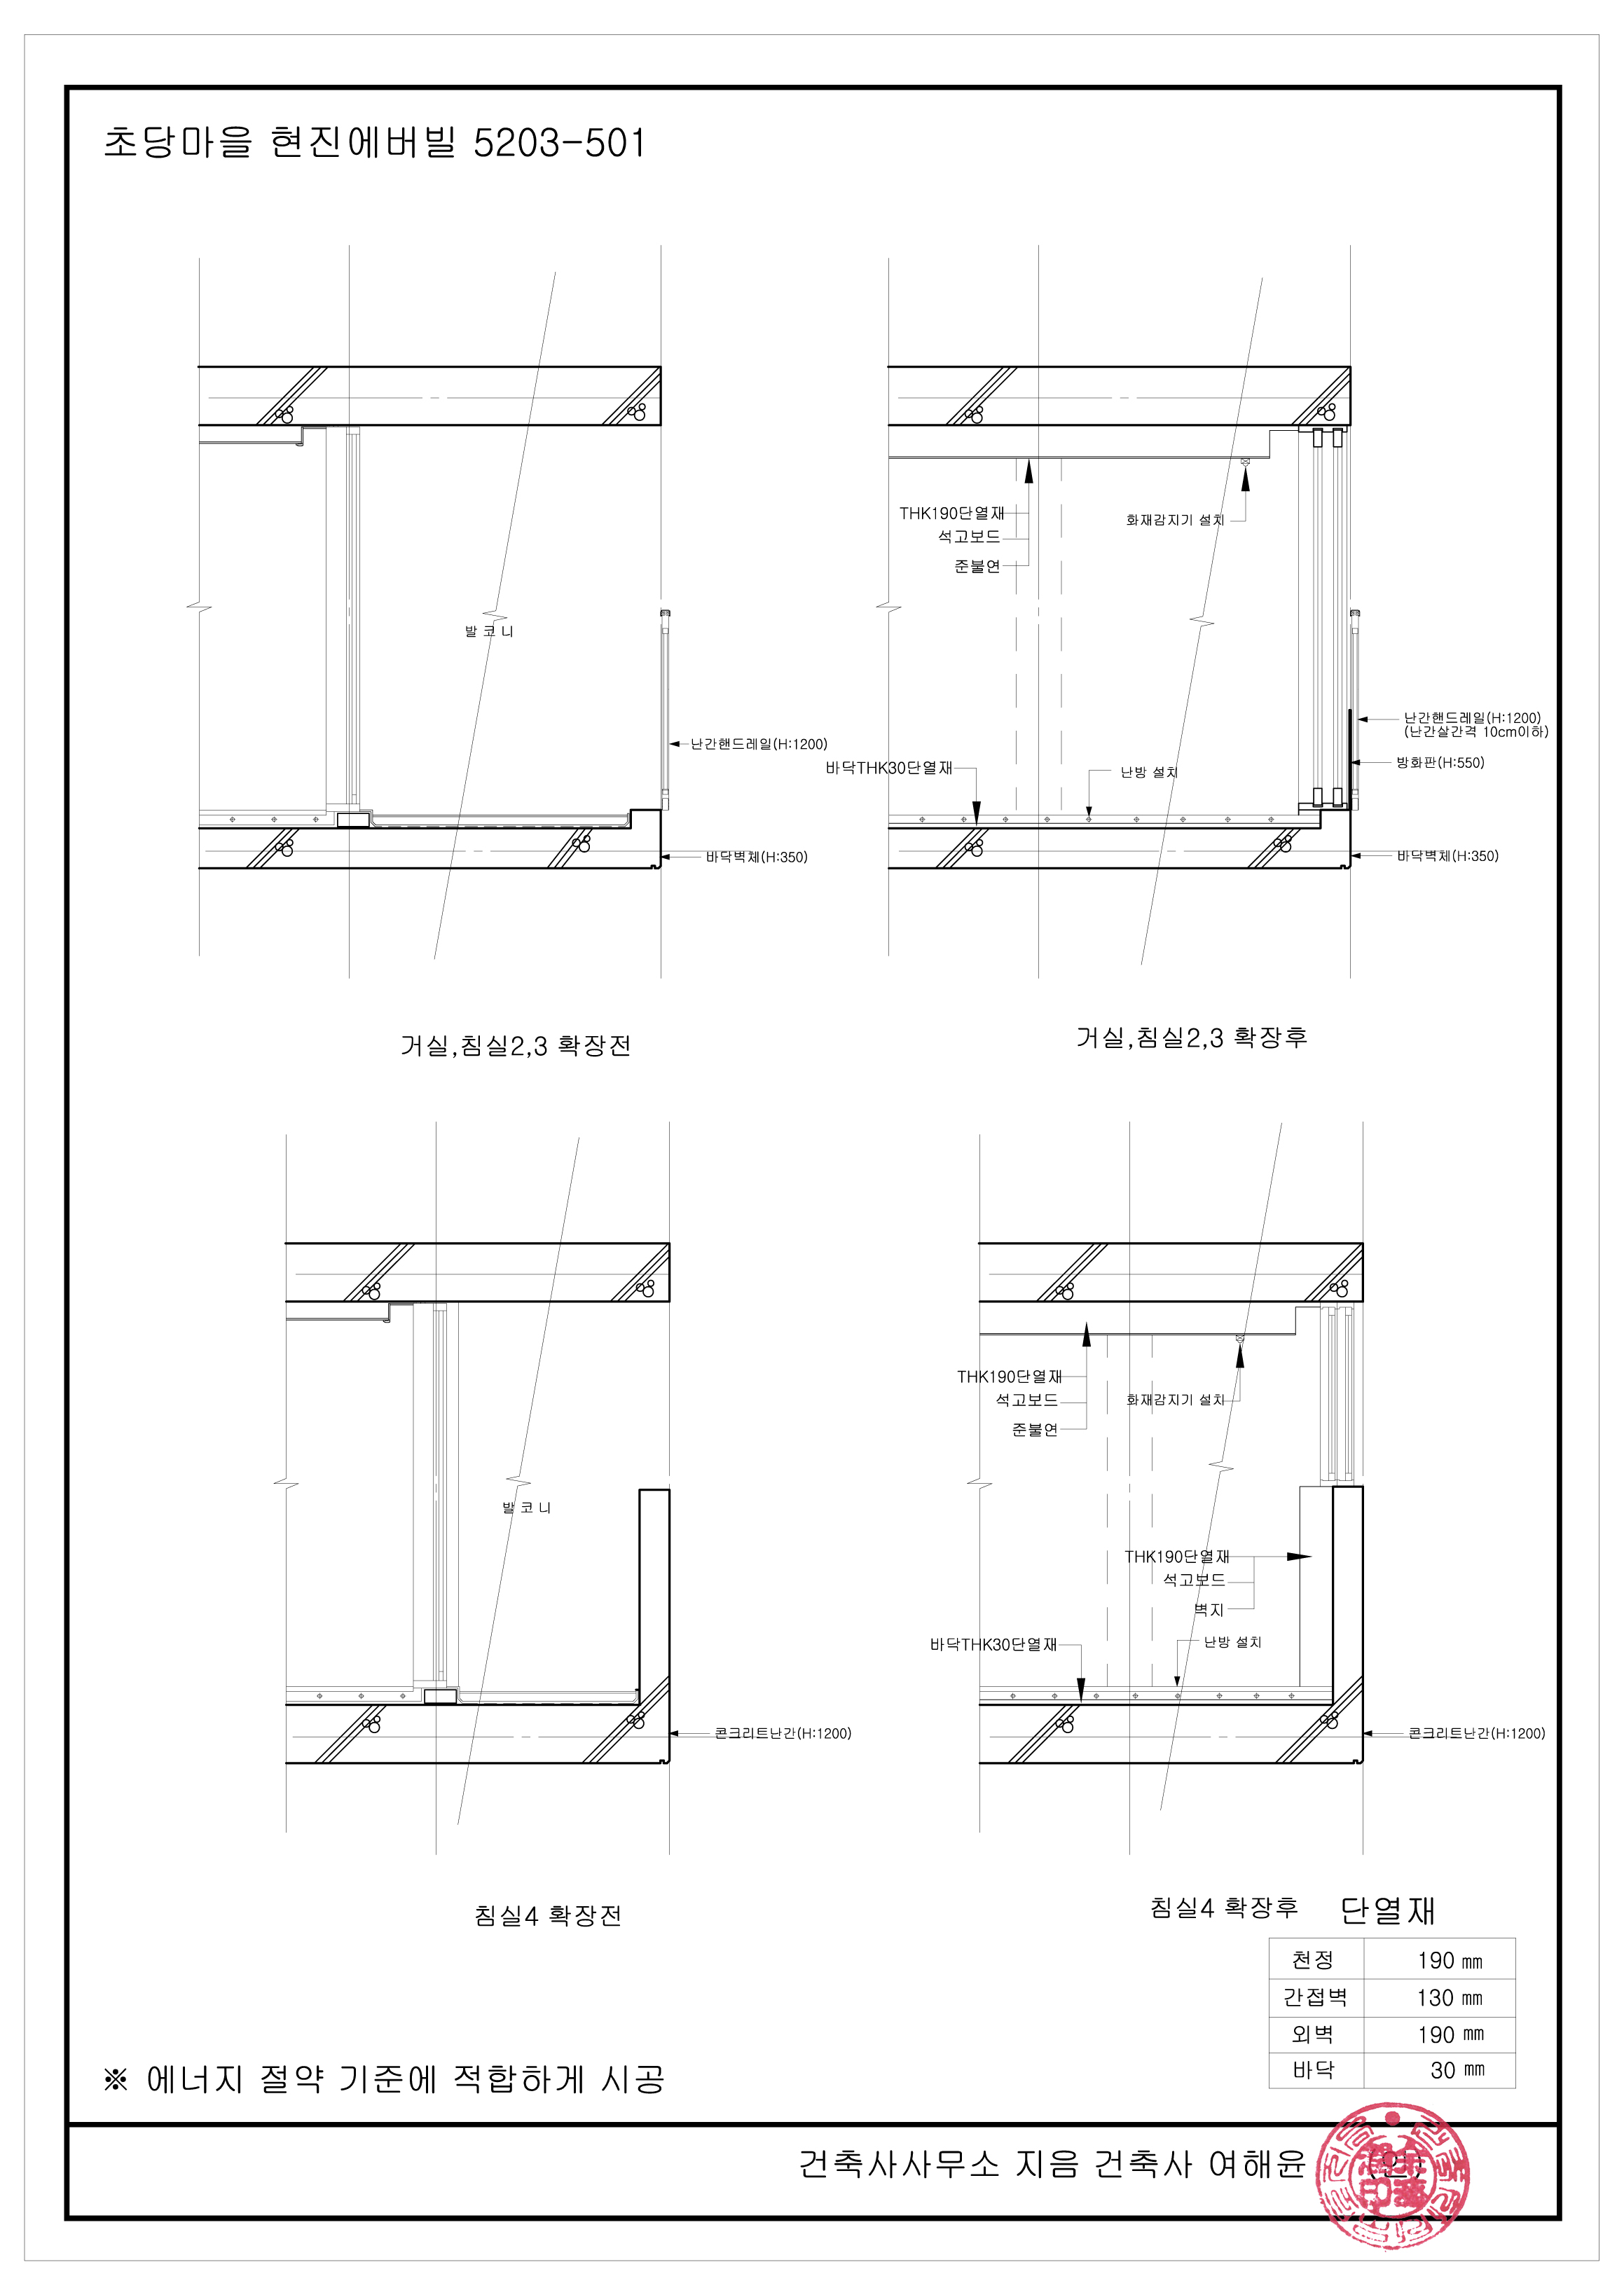 초당마을 현진에버빌 5203-501
발 코 니
난간핸드레일(H:1200)
바닥벽체(H:350)
거실,침실2,3 확장전
THK190단열재
석고보드
준불연
화재감지기 설치
바닥THK30단열재
난방 설치
난간핸드레일(H:1200)
(난간살간격 10cm이하)
방화판(H:550)
바닥벽체(H:350)
거실,침실2,3 확장후
발 코 니
콘크리트난간(H:1200)
침실4 확장전
THK190단열재
석고보드
준불연
화재감지기 설치
THK190단열재
석고보드
벽지
바닥THK30단열재
난방 설치
콘크리트난간(H:1200)
침실4 확장후
단열재
천정 190 ㎜
간접벽 130 ㎜
외벽 190 ㎜
바닥 30 ㎜
※ 에너지 절약 기준에 적합하게 시공
건축사사무소 지음 건축사 여해윤 (인)